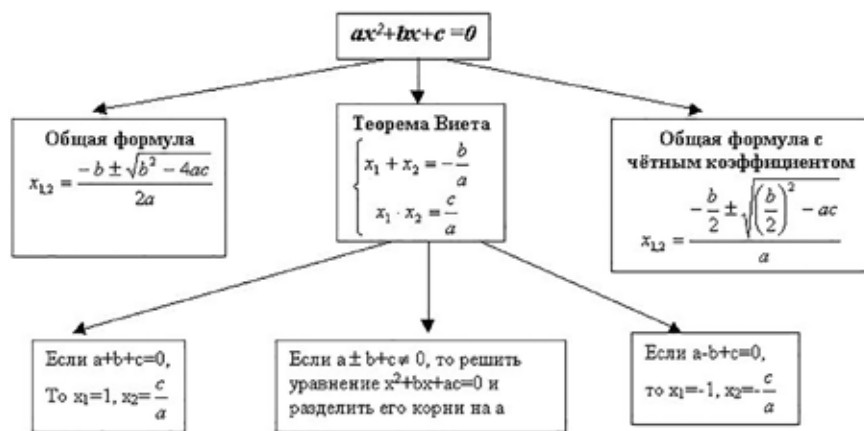 ax²+bx+c=0
Общая формула
x₁,₂ = (-b ± √(b² - 4ac)) / 2a
Теорема Виета
{ x₁ + x₂ = -b/a
x₁ · x₂ = c/a
Общая формула с
чётным коэффициентом
x₁,₂ = (-b/2 ± √((b/2)² - ac)) / a
Если a+b+c=0,
То x₁=1, x₂= c/a
Если a ± b+c ≠ 0, то решить
уравнение x²+bx+ac=0 и
разделить его корни на a
Если a-b+c=0,
то x₁=-1, x₂=- c/a